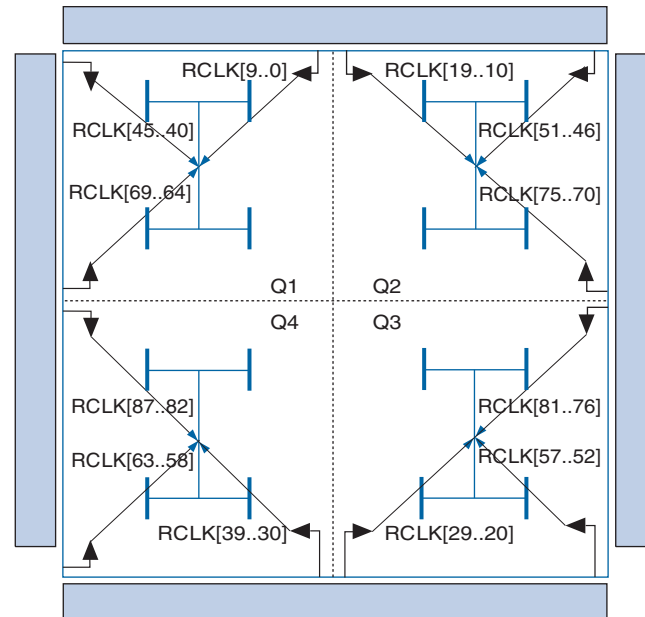 RCLK[9..0]
RCLK[19..10]
RCLK[45..40]
RCLK[51..46]
RCLK[69..64]
RCLK[75..70]
Q1
Q2
Q4
Q3
RCLK[87..82]
RCLK[81..76]
RCLK[63..58]
RCLK[57..52]
RCLK[39..30]
RCLK[29..20]